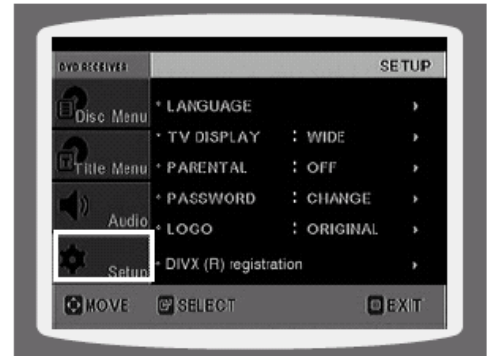 DVD RECEIVER
SETUP
Disc Menu
Title Menu
Audio
Setup
• LANGUAGE
• TV DISPLAY : WIDE
• PARENTAL : OFF
• PASSWORD : CHANGE
• LOGO : ORIGINAL
• DIVX (R) registration
MOVE
SELECT
EXIT